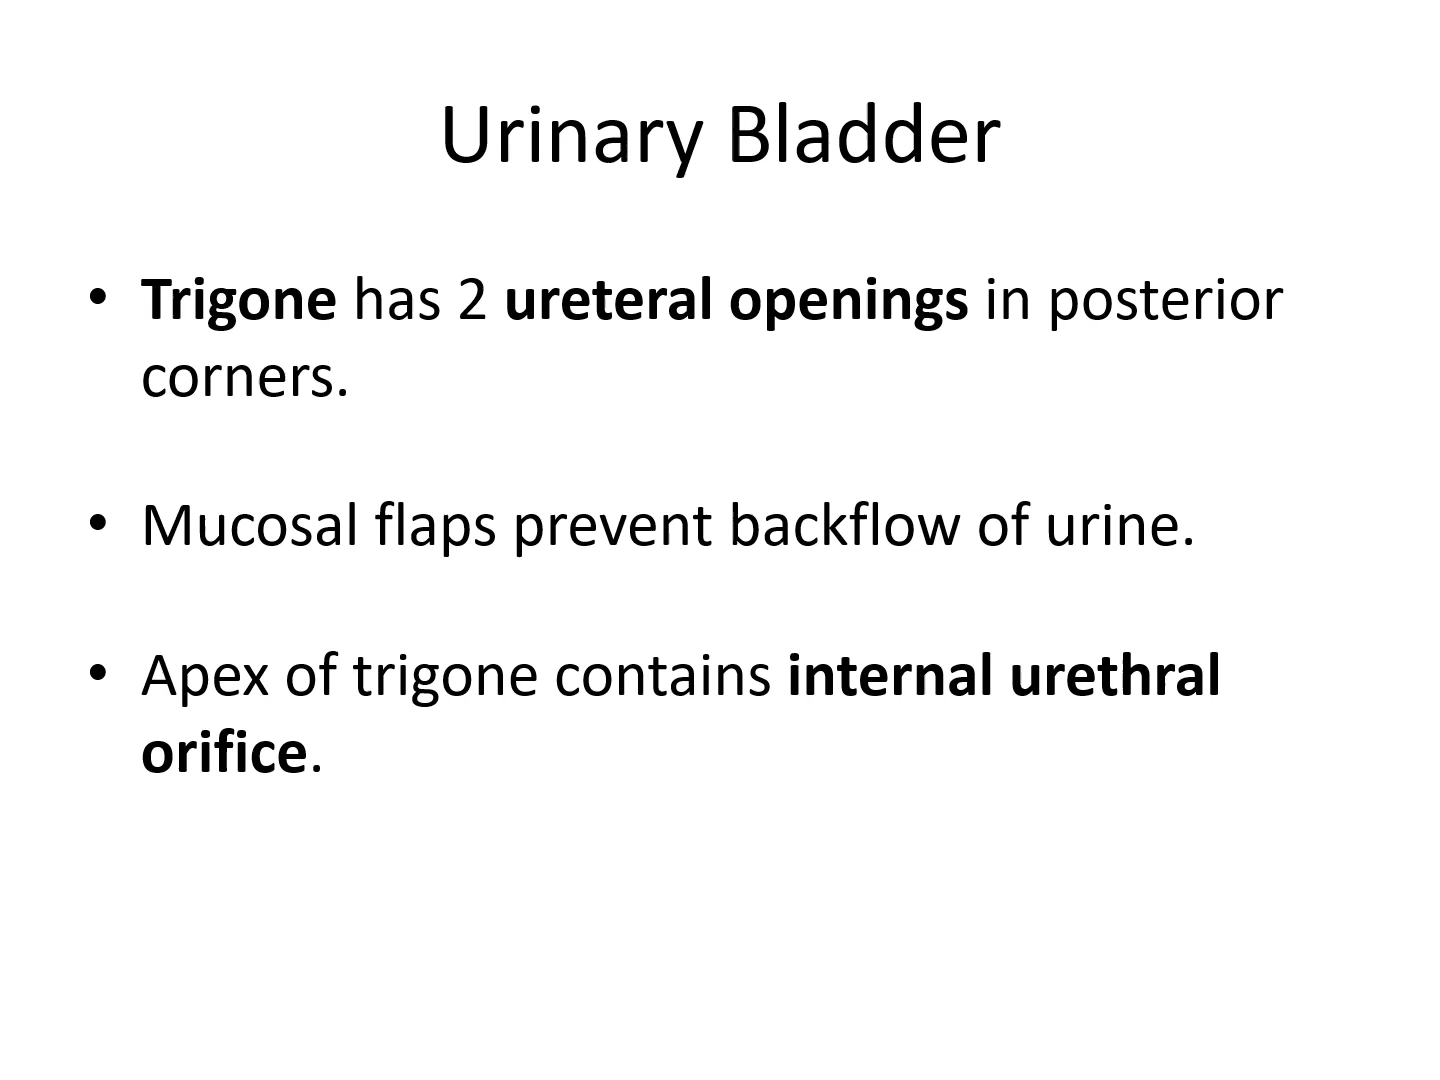 Urinary Bladder
• Trigone has 2 ureteral openings in posterior
corners.
• Mucosal flaps prevent backflow of urine.
• Apex of trigone contains internal urethral
orifice.